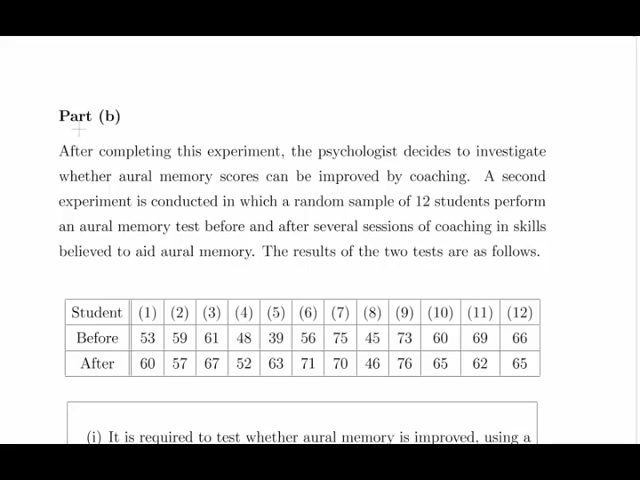 Part (b)
After completing this experiment, the psychologist decides to investigate
whether aural memory scores can be improved by coaching. A second
experiment is conducted in which a random sample of 12 students perform
an aural memory test before and after several sessions of coaching in skills
believed to aid aural memory. The results of the two tests are as follows.
Student (1) (2) (3) (4) (5) (6) (7) (8) (9) (10) (11) (12)
Before 53 59 61 48 39 56 75 45 73 60 69 66
After 60 57 67 52 63 71 70 46 76 65 62 65
(i) It is required to test whether aural memory is improved, using a